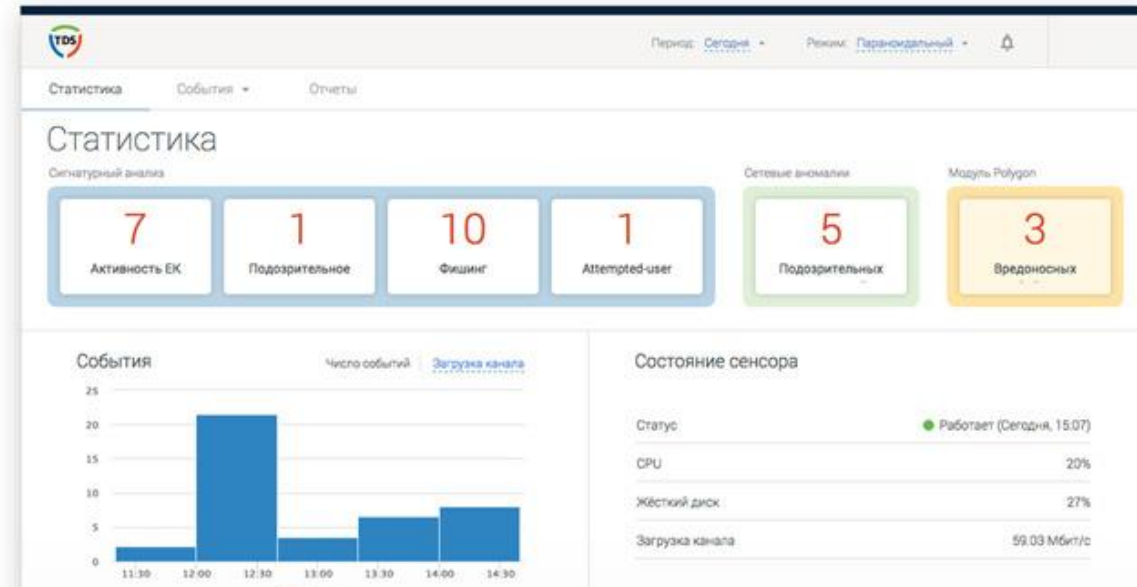 TDS
Период: Сегодня
Режим: Параноидальный
Статистика
События
Отчеты
Статистика
Сигнатурный анализ
Сетевые аномалии
Модуль Polygon
7
1
10
1
5
3
Активность ЕК
Подозрительное
Фишинг
Attempted-user
Подозрительных
Вредоносных
События
Число событий
Загрузка канала
25
20
15
10
5
0
11:30 12:00 12:30 13:00 13:30 14:00 14:30
Состояние сенсора
Статус
Работает (Сегодня, 15:07)
CPU
20%
Жёсткий диск
27%
Загрузка канала
59.03 Мбит/с